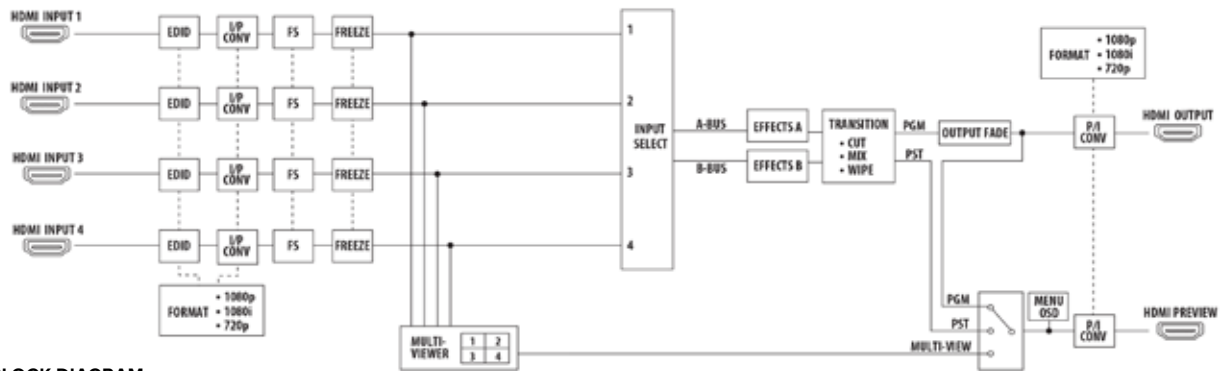 HDMI INPUT 1
EDID
I/P
CONV
FS
FREEZE
HDMI INPUT 2
EDID
I/P
CONV
FS
FREEZE
HDMI INPUT 3
EDID
I/P
CONV
FS
FREEZE
HDMI INPUT 4
EDID
I/P
CONV
FS
FREEZE
FORMAT
• 1080p
• 1080i
• 720p
MULTI-
VIEWER
1 2
3 4
1
2
3
4
INPUT
SELECT
A-BUS
B-BUS
EFFECTS A
EFFECTS B
TRANSITION
• CUT
• MIX
• WIPE
PGM
PST
OUTPUT FADE
FORMAT
• 1080p
• 1080i
• 720p
P/I
CONV
HDMI OUTPUT
PGM
PST
MULTI-VIEW
MENU
OSD
P/I
CONV
HDMI PREVIEW